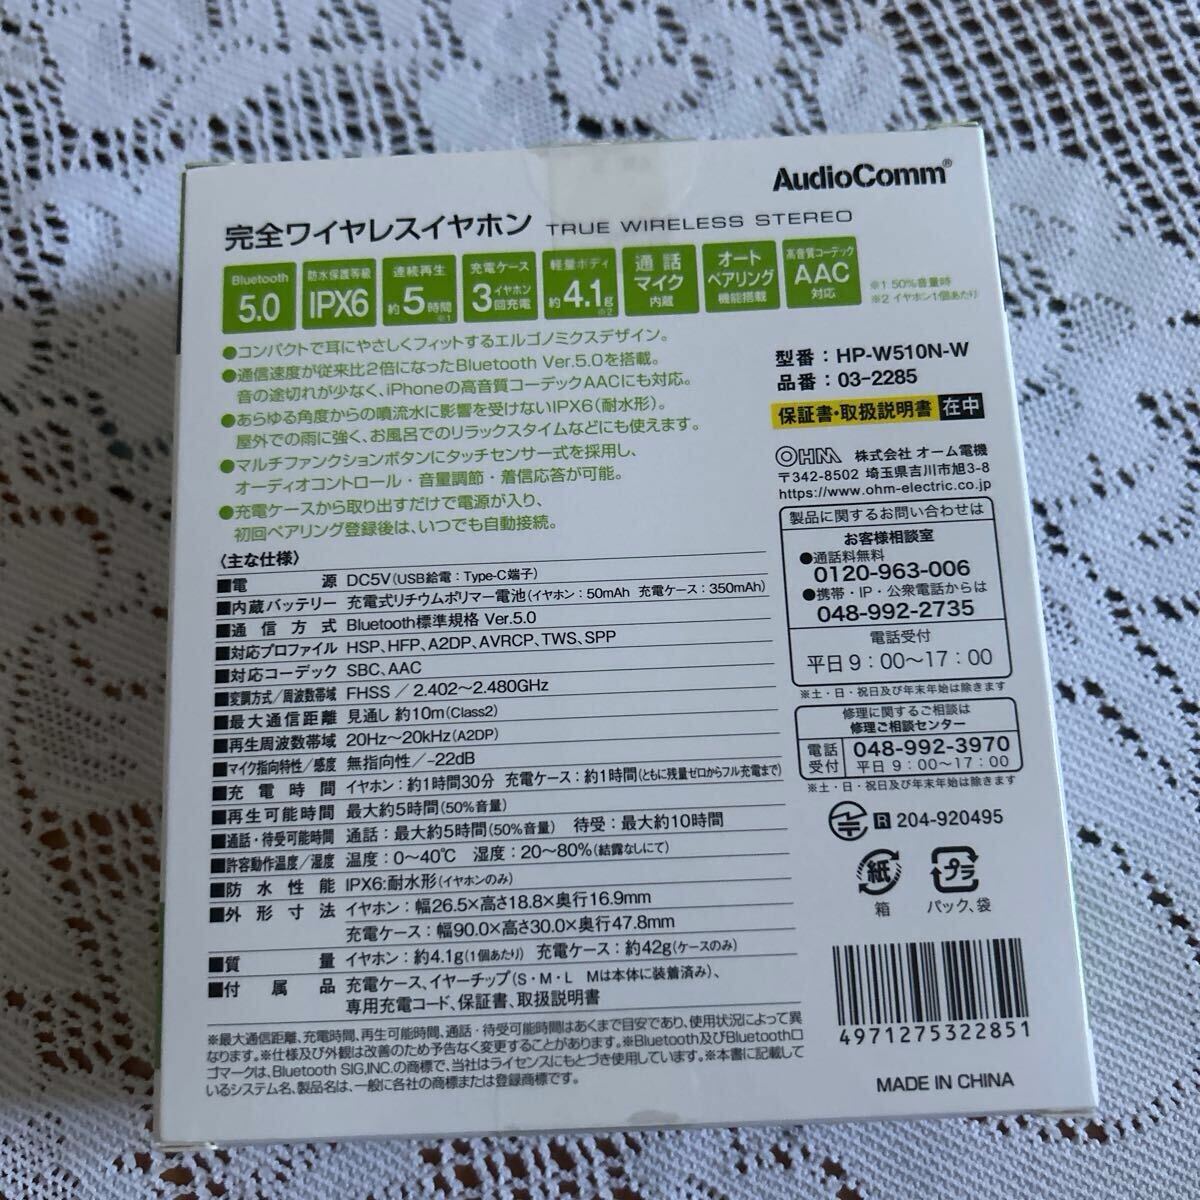 AudioComm®
完全ワイヤレスイヤホン TRUE WIRELESS STEREO
Bluetooth 5.0
防水保護等級 IPX6
連続再生 約5時間 ※1
充電ケース 3イヤホン回充電
軽量ボディ 約4.1g ※2
通話マイク内蔵
オートペアリング機能搭載
高音質コーデック AAC対応
※1 50%音量時
※2 イヤホン1個あたり
●コンパクトで耳にやさしくフィットするエルゴノミクスデザイン。
●通信速度が従来比2倍になったBluetooth Ver.5.0を搭載。
音の途切れが少なく、iPhoneの高音質コーデックAACにも対応。
●あらゆる角度からの噴流水に影響を受けないIPX6(耐水形)。
屋外での雨に強く、お風呂でのリラックスタイムなどにも使えます。
●マルチファンクションボタンにタッチセンサー式を採用し、
オーディオコントロール・音量調節・着信応答が可能。
●充電ケースから取り出すだけで電源が入り、
初回ペアリング登録後は、いつでも自動接続。
型番：HP-W510N-W
品番：03-2285
保証書・取扱説明書 在中
OHM 株式会社 オーム電機
〒342-8502 埼玉県吉川市旭3-8
https://www.ohm-electric.co.jp
製品に関するお問い合わせは
お客様相談室
●通話料無料
0120-963-006
●携帯・IP・公衆電話からは
048-992-2735
電話受付
平日9：00〜17：00
※土・日・祝日及び年末年始は除きます
修理に関するご相談は
修理ご相談センター
電話受付 048-992-3970
平日9：00〜17：00
※土・日・祝日及び年末年始は除きます
R 204-920495
紙 プラ
箱 パック、袋
4971275322851
MADE IN CHINA
〈主な仕様〉
■電源 DC5V(USB給電：Type-C端子)
■内蔵バッテリー 充電式リチウムポリマー電池(イヤホン：50mAh 充電ケース：350mAh)
■通信方式 Bluetooth標準規格 Ver.5.0
■対応プロファイル HSP、HFP、A2DP、AVRCP、TWS、SPP
■対応コーデック SBC、AAC
■変調方式／周波数帯域 FHSS ／ 2.402〜2.480GHz
■最大通信距離 見通し 約10m(Class2)
■再生周波数帯域 20Hz〜20kHz(A2DP)
■マイク指向特性／感度 無指向性／-22dB
■充電時間 イヤホン：約1時間30分 充電ケース：約1時間(ともに残量ゼロからフル充電まで)
■再生可能時間 最大約5時間(50%音量)
■通話・待受可能時間 通話：最大約5時間(50%音量) 待受：最大約10時間
■許容動作温度／湿度 温度：0〜40℃ 湿度：20〜80%(結露なしにて)
■防水性能 IPX6:耐水形(イヤホンのみ)
■外形寸法 イヤホン：幅26.5×高さ18.8×奥行16.9mm
充電ケース：幅90.0×高さ30.0×奥行47.8mm
■質量 イヤホン：約4.1g(1個あたり) 充電ケース：約42g(ケースのみ)
■付属品 充電ケース、イヤーチップ(S・M・L Mは本体に装着済み)、
専用充電コード、保証書、取扱説明書
※最大通信距離、充電時間、再生可能時間、通話・待受可能時間はあくまで目安であり、使用状況によって異
なります。※仕様及び外観は改善のため予告なく変更することがあります。※Bluetooth及びBluetoothロ
ゴマークは、Bluetooth SIG,INC.の商標で、当社はライセンスにもとづき使用しています。※本書に記載して
いるシステム名、製品名は、一般に各社の商標または登録商標です。